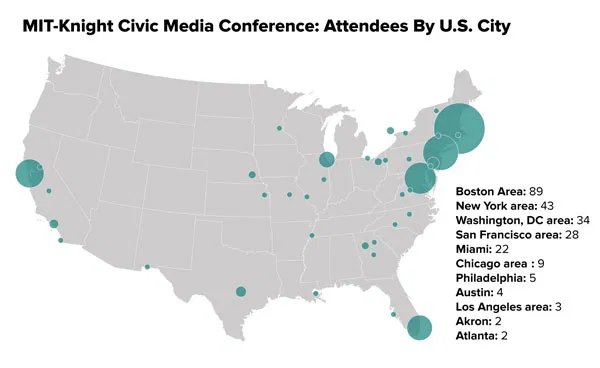 MIT-Knight Civic Media Conference: Attendees By U.S. City
Boston Area: 89
New York area: 43
Washington, DC area: 34
San Francisco area: 28
Miami: 22
Chicago area : 9
Philadelphia: 5
Austin: 4
Los Angeles area: 3
Akron: 2
Atlanta: 2